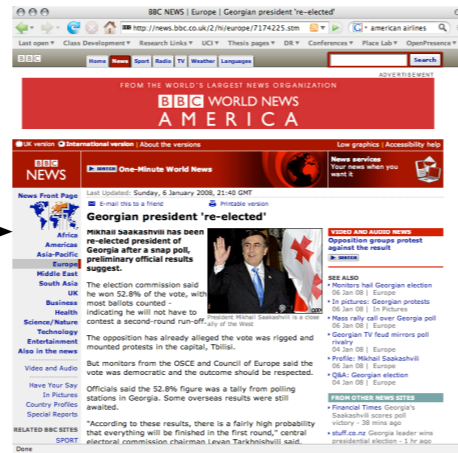 BBC NEWS | Europe | Georgian president 're-elected'
http://news.bbc.co.uk/2/hi/europe/7174225.stm
american airlines
Last open Class Development Research Links UCI Thesis pages DR Conferences Place Lab OpenPresence
BBC
Home News Sport Radio TV Weather Languages
Search
ADVERTISEMENT
FROM THE WORLD'S LARGEST NEWS ORGANIZATION
BBC WORLD NEWS
AMERICA
UK version International version | About the versions
Low graphics | Accessibility help
BBC
NEWS
WATCH One-Minute World News
News services
Your news when you
want it
News Front Page
Africa
Americas
Asia-Pacific
Europe
Middle East
South Asia
UK
Business
Health
Science/Nature
Technology
Entertainment
Also in the news
Video and Audio
Have Your Say
In Pictures
Country Profiles
Special Reports
RELATED BBC SITES
SPORT
Last Updated: Sunday, 6 January 2008, 21:40 GMT
E-mail this to a friend
Printable version
Georgian president 're-elected'
Mikhail Saakashvili has been
re-elected president of
Georgia after a snap poll,
preliminary official results
suggest.
The election commission said
he won 52.8% of the vote, with
most ballots counted -
indicating he will not have to
contest a second-round run-off.
President Mikhail Saakashvili is a close
ally of the West
The opposition has already alleged the vote was rigged and
mounted protests in the capital, Tbilisi.
But monitors from the OSCE and Council of Europe said the
vote was democratic and the outcome should be respected.
Officials said the 52.8% figure was a tally from polling
stations in Georgia. Some overseas results were still
awaited.
"According to these results, there is a fairly high probability
that everything will be finished in the first round," central
electoral commission chairman Levan Tarkhnishvili said.
VIDEO AND AUDIO NEWS
Opposition groups protest
against the result
WATCH
SEE ALSO
Monitors hail Georgian election
06 Jan 08 | Europe
In pictures: Georgian protests
06 Jan 08 | In Pictures
Mass rally call over Georgia poll
06 Jan 08 | Europe
Georgian TV feud mirrors poll
rivalry
04 Jan 08 | Europe
Profile: Mikhail Saakashvili
06 Jan 08 | Europe
Q&A: Georgian election
04 Jan 08 | Europe
FROM OTHER NEWS SITES
Financial Times Georgia's
Saakashvili scores poll
victory - 38 mins ago
stuff.co.nz Georgia leader wins
presidential election - 1 hr ago
Done